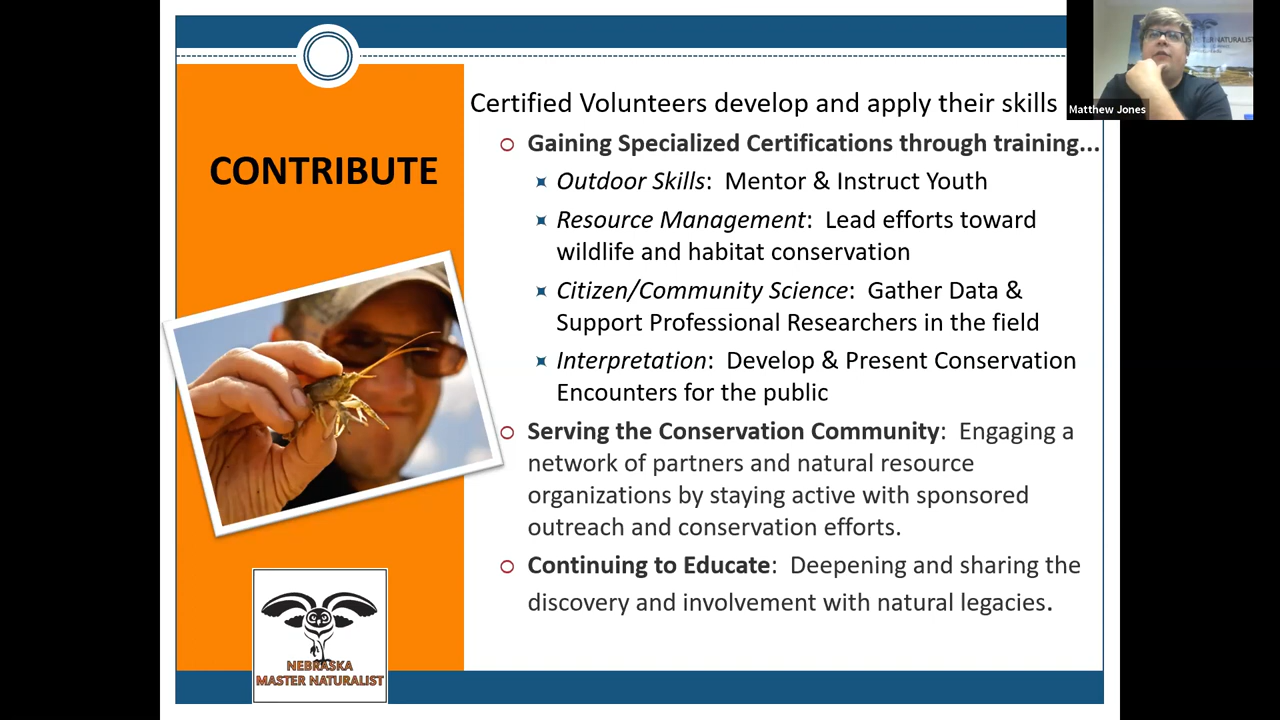 Certified Volunteers develop and apply their skills
Gaining Specialized Certifications through training...
CONTRIBUTE
Outdoor Skills: Mentor & Instruct Youth
Resource Management: Lead efforts toward
wildlife and habitat conservation
Citizen/Community Science: Gather Data &
Support Professional Researchers in the field
Interpretation: Develop & Present Conservation
Encounters for the public
Serving the Conservation Community: Engaging a
network of partners and natural resource
organizations by staying active with sponsored
outreach and conservation efforts.
Continuing to Educate: Deepening and sharing the
discovery and involvement with natural legacies.
NEBRASKA
MASTER NATURALIST
NATURALIST
Matthew Jones